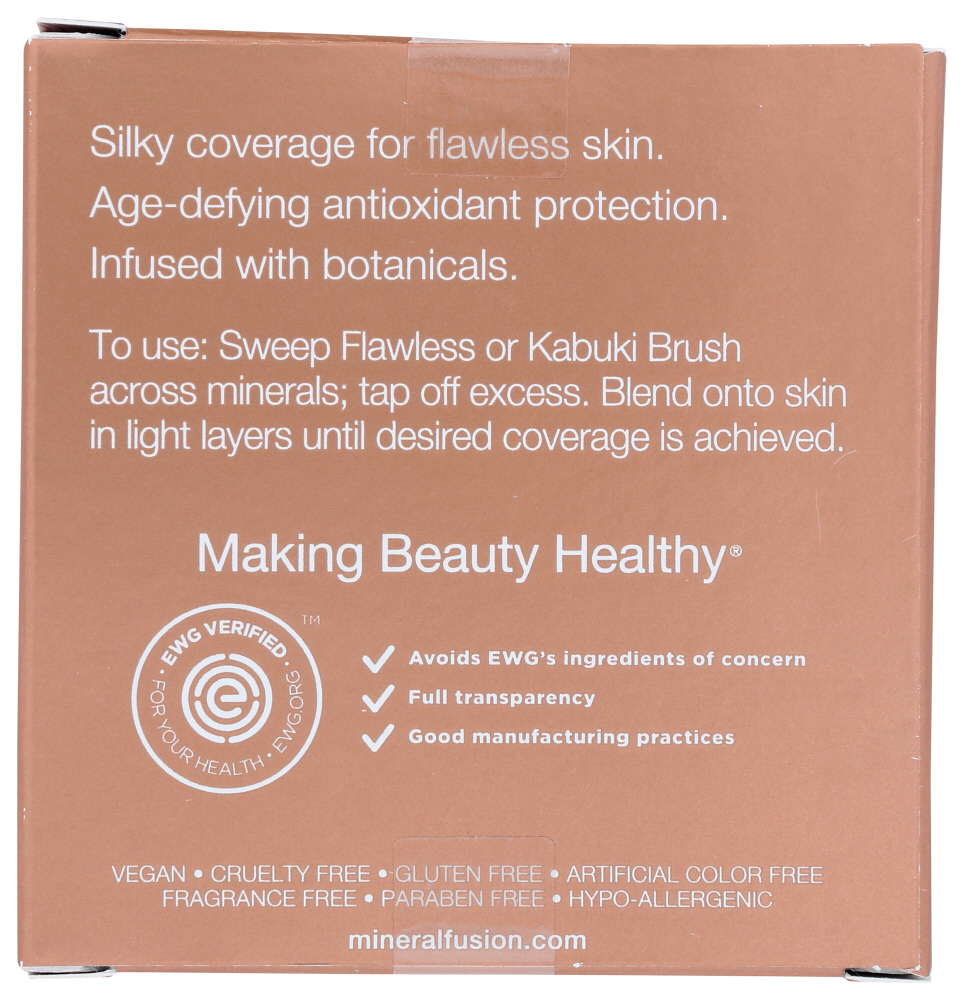 Silky coverage for flawless skin.
Age-defying antioxidant protection.
Infused with botanicals.
To use: Sweep Flawless or Kabuki Brush
across minerals; tap off excess. Blend onto skin
in light layers until desired coverage is achieved.
Making Beauty Healthy®
• EWG VERIFIED • ™
FOR YOUR HEALTH • EWG.ORG
e
Avoids EWG's ingredients of concern
Full transparency
Good manufacturing practices
VEGAN • CRUELTY FREE • GLUTEN FREE • ARTIFICIAL COLOR FREE
FRAGRANCE FREE • PARABEN FREE • HYPO-ALLERGENIC
mineralfusion.com